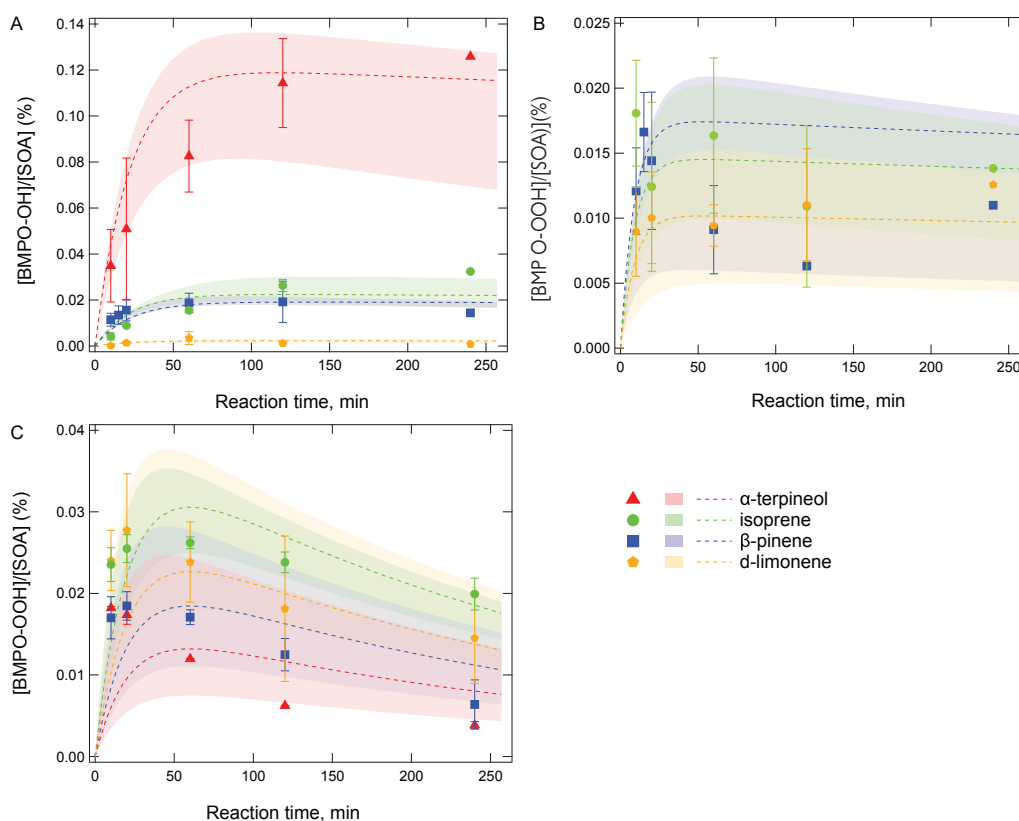 A
[BMPO-OH]/[SOA] (%)
0.14
0.12
0.10
0.08
0.06
0.04
0.02
0.00
0 50 100 150 200 250
Reaction time, min
B
[BMP O-OOH]/[SOA)](%)
0.025
0.020
0.015
0.010
0.005
0.000
0 50 100 150 200 250
Reaction time, min
C
[BMPO-OOH]/[SOA] (%)
0.04
0.03
0.02
0.01
0.00
0 50 100 150 200 250
Reaction time, min
α-terpineol
isoprene
β-pinene
d-limonene